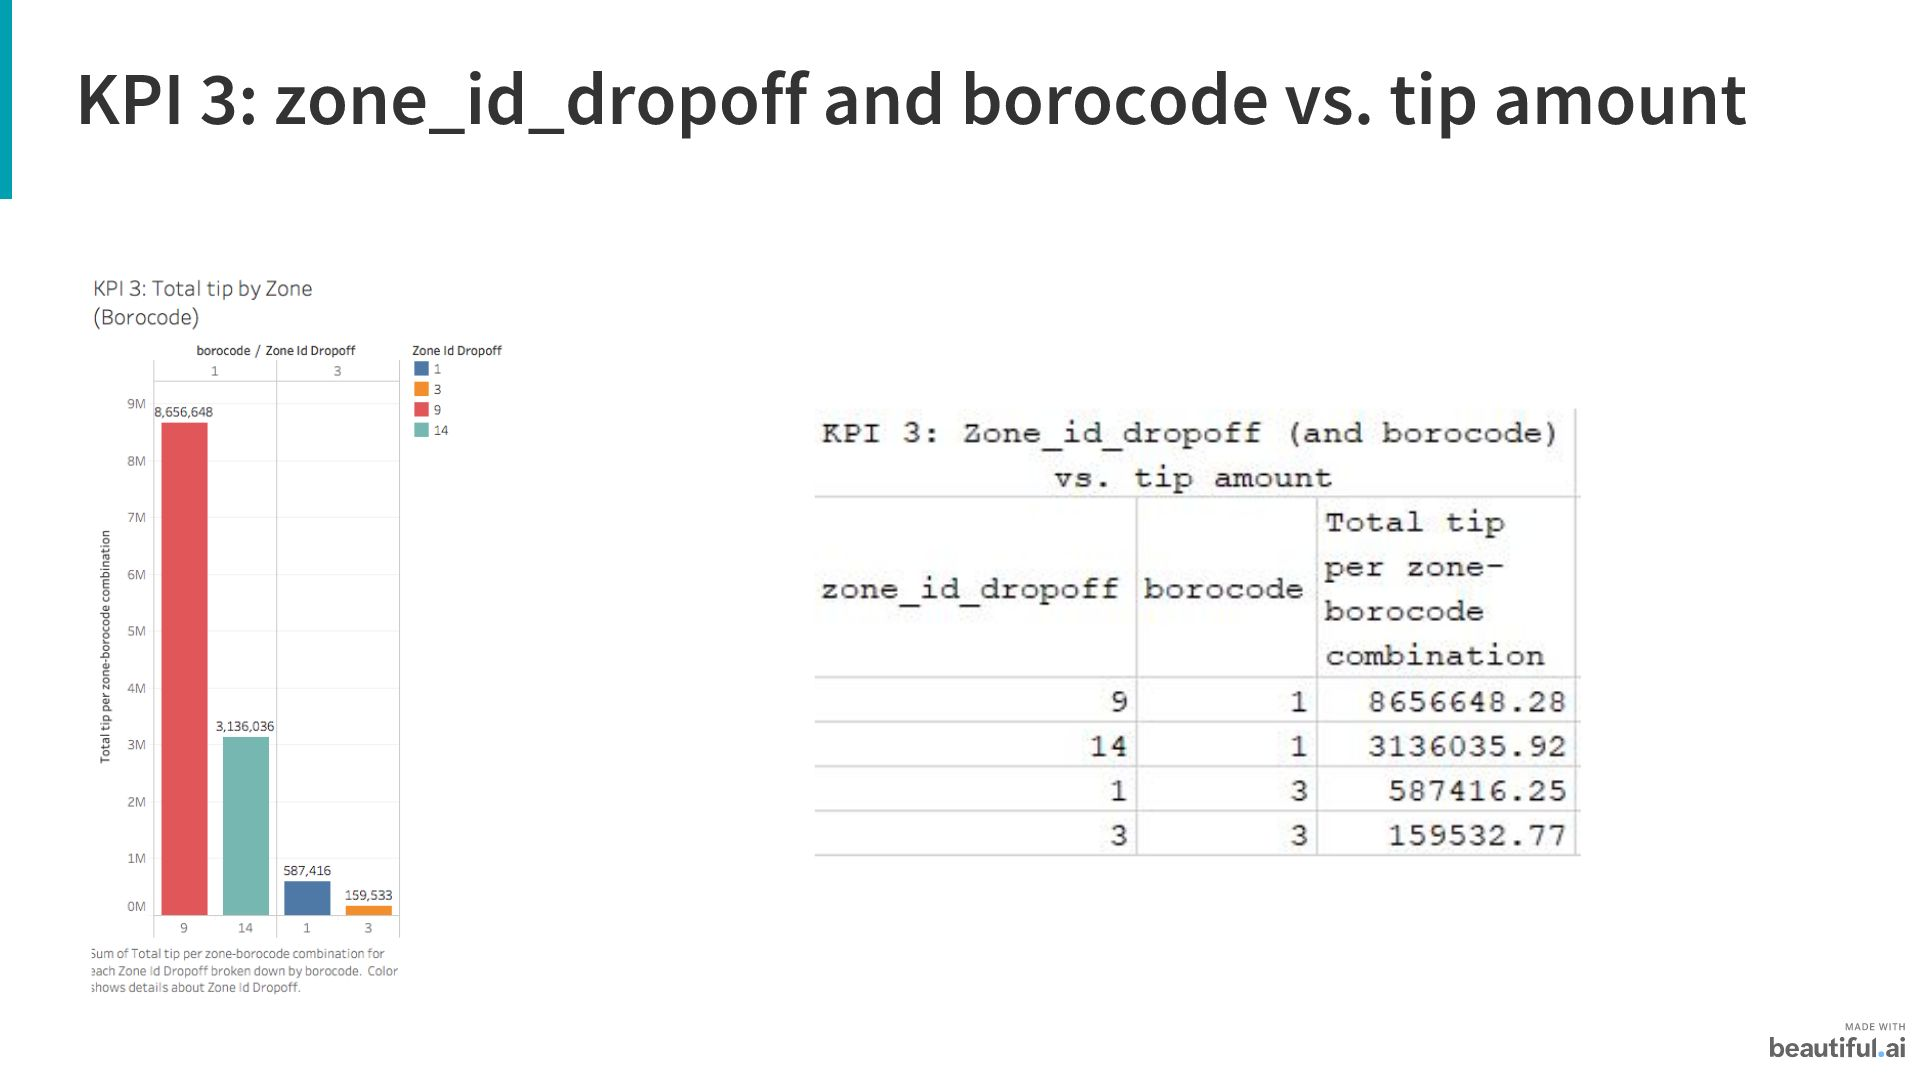 KPI 3: zone_id_dropoff and borocode vs. tip amount
KPI 3: Total tip by Zone
(Borocode)
borocode / Zone Id Dropoff
1 3
Zone Id Dropoff
1
3
9
14
Total tip per zone-borocode combination
9M
8M
7M
6M
5M
4M
3M
2M
1M
0M
8,656,648
3,136,036
587,416
159,533
9 14 1 3
Sum of Total tip per zone-borocode combination for
each Zone Id Dropoff broken down by borocode. Color
shows details about Zone Id Dropoff.
KPI 3: Zone_id_dropoff (and borocode)
vs. tip amount
zone_id_dropoff borocode Total tip
per zone-
borocode
combination
9 1 8656648.28
14 1 3136035.92
1 3 587416.25
3 3 159532.77
MADE WITH
beautiful.ai